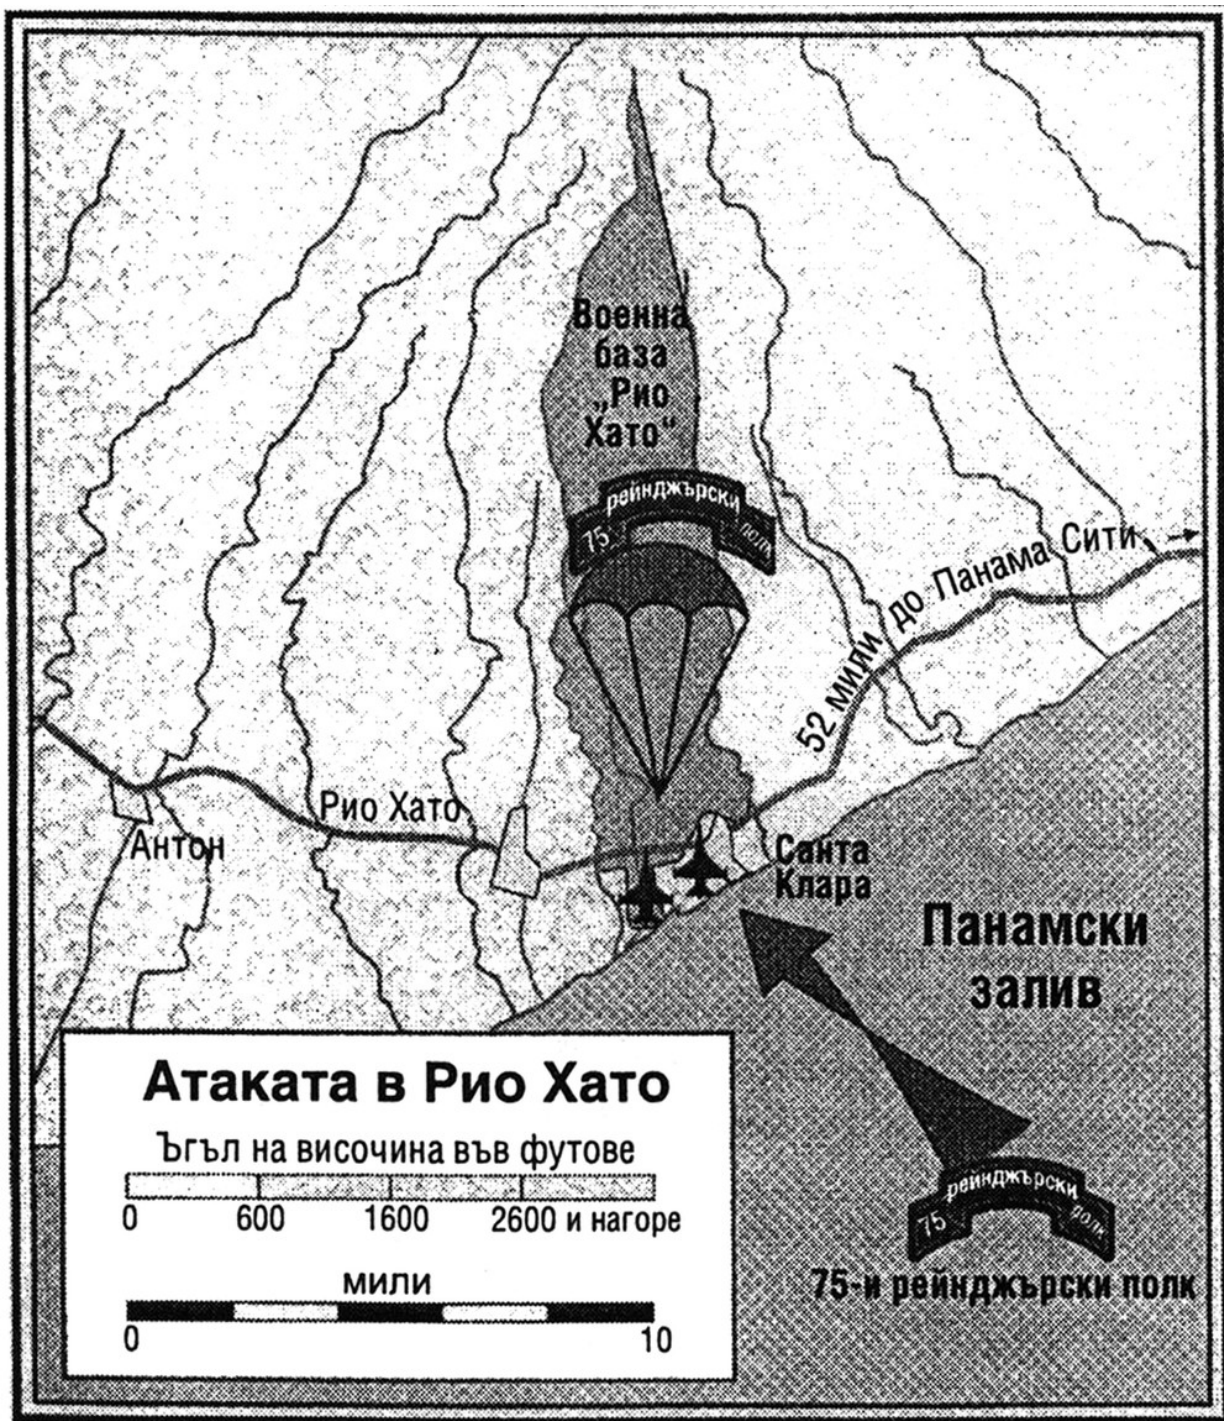 Военна
база
„Рио
Хато“
75 рейнджърски полк
52 мили до Панама Сити
Рио Хато
Антон
Санта
Клара
Панамски
залив
75 рейнджърски полк
75-и рейнджърски полк
Атаката в Рио Хато
Ъгъл на височина във футове
0 600 1600 2600 и нагоре
мили
0 10